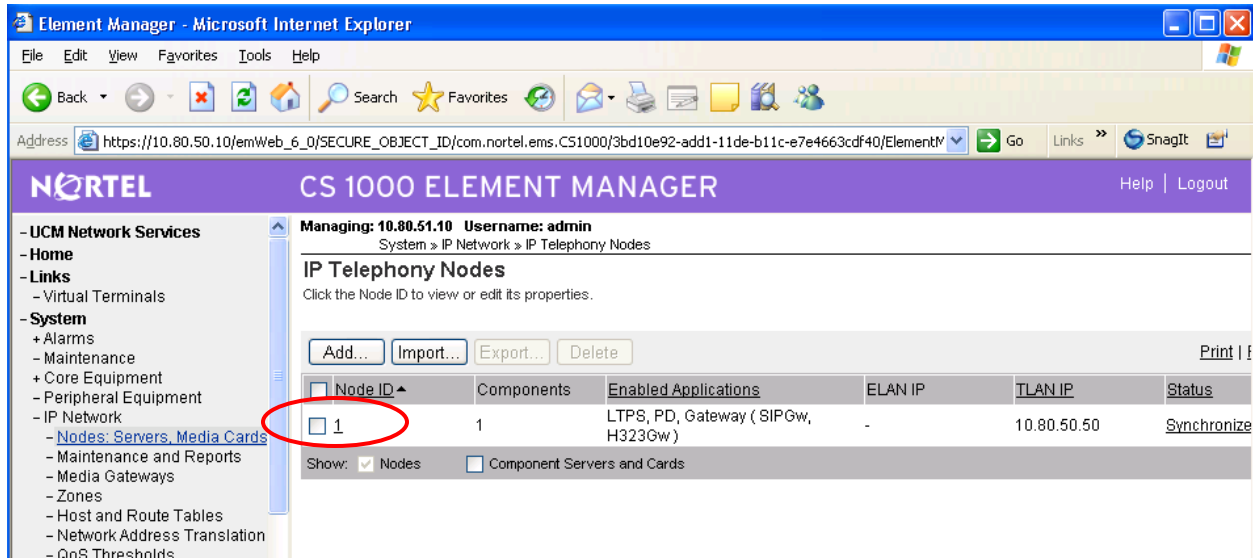 Element Manager - Microsoft Internet Explorer
File Edit View Favorites Tools Help
Back Search Favorites
Address https://10.80.50.10/emWeb_6_0/SECURE_OBJECT_ID/com.nortel.ems.CS1000/3bd10e92-add1-11de-b11c-e7e4663cdf40/ElementM Go Links » SnagIt
NORTEL CS 1000 ELEMENT MANAGER Help | Logout
- UCM Network Services
- Home
- Links
- Virtual Terminals
- System
+ Alarms
- Maintenance
+ Core Equipment
- Peripheral Equipment
- IP Network
- Nodes: Servers, Media Cards
- Maintenance and Reports
- Media Gateways
- Zones
- Host and Route Tables
- Network Address Translation
- QoS Thresholds
Managing: 10.80.51.10 Username: admin
System » IP Network » IP Telephony Nodes
IP Telephony Nodes
Click the Node ID to view or edit its properties.
Add... Import... Export... Delete Print |
Node ID Components Enabled Applications ELAN IP TLAN IP Status
1 1 LTPS, PD, Gateway ( SIPGw, H323Gw ) - 10.80.50.50 Synchronize
Show: Nodes Component Servers and Cards